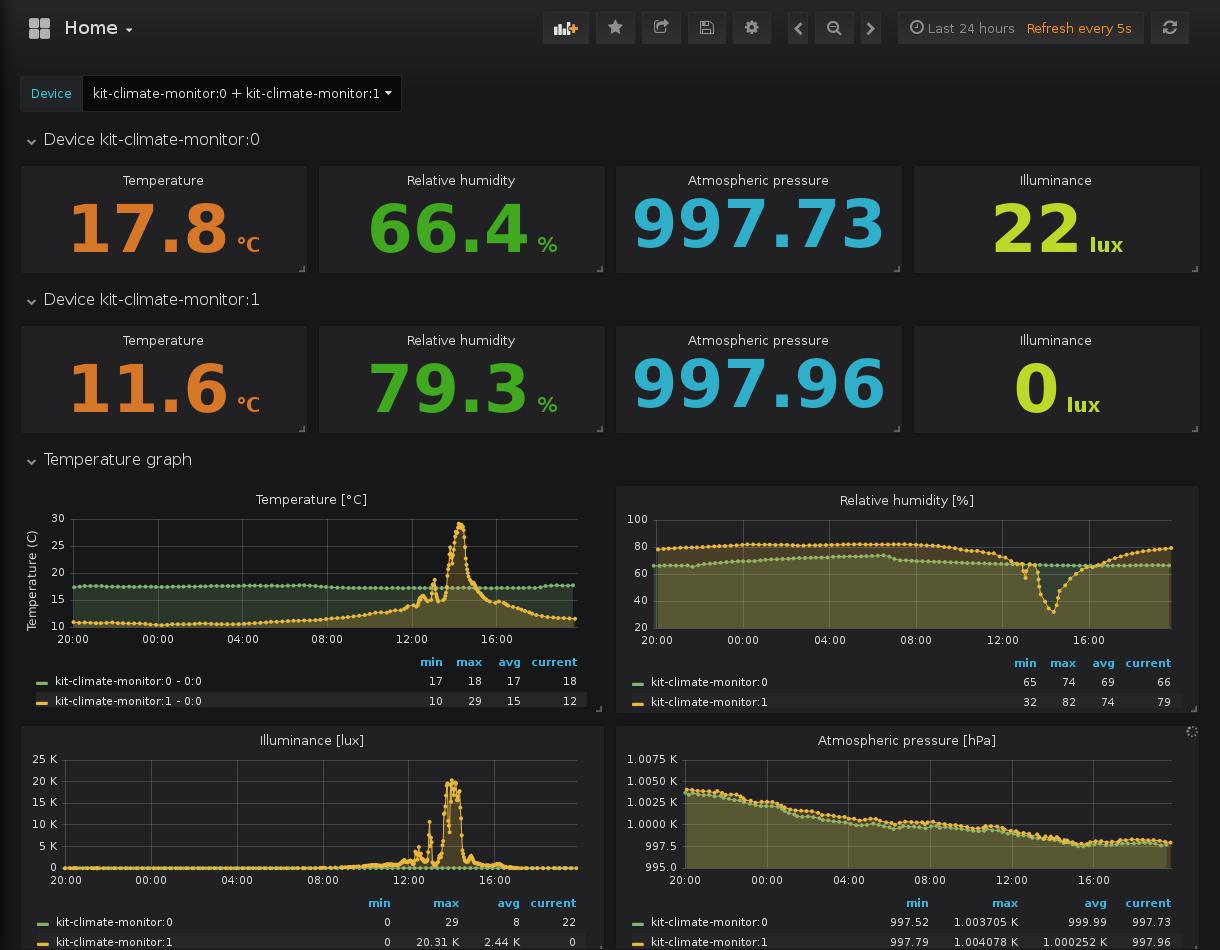 Home
Last 24 hours Refresh every 5s
Device kit-climate-monitor:0 + kit-climate-monitor:1
Device kit-climate-monitor:0
Temperature Relative humidity Atmospheric pressure Illuminance
17.8 °C 66.4 % 997.73 22 lux
Device kit-climate-monitor:1
Temperature Relative humidity Atmospheric pressure Illuminance
11.6 °C 79.3 % 997.96 0 lux
Temperature graph
Temperature [°C]
Temperature (C)
30
25
20
15
10
20:00 00:00 04:00 08:00 12:00 16:00
min max avg current
kit-climate-monitor:0 - 0:0 17 18 17 18
kit-climate-monitor:1 - 0:0 10 29 15 12
Relative humidity [%]
100
80
60
40
20
20:00 00:00 04:00 08:00 12:00 16:00
min max avg current
kit-climate-monitor:0 65 74 69 66
kit-climate-monitor:1 32 82 74 79
Illuminance [lux]
25 K
20 K
15 K
10 K
5 K
0
20:00 00:00 04:00 08:00 12:00 16:00
min max avg current
kit-climate-monitor:0 0 29 8 22
kit-climate-monitor:1 0 20.31 K 2.44 K 0
Atmospheric pressure [hPa]
1.0075 K
1.0050 K
1.0025 K
1.0000 K
997.5
995.0
20:00 00:00 04:00 08:00 12:00 16:00
min max avg current
kit-climate-monitor:0 997.52 1.003705 K 999.99 997.73
kit-climate-monitor:1 997.79 1.004078 K 1.000252 K 997.96